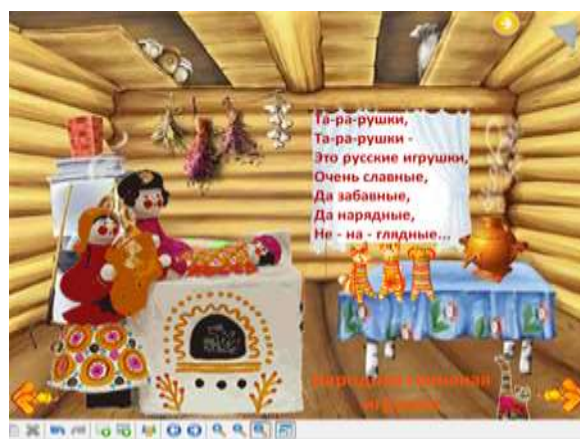 Та-ра-рушки,
Та-ра-рушки -
Это русские игрушки,
Очень славные,
Да забавные,
Да нарядные,
Не - на - глядные...
Народная глиняная
игрушка